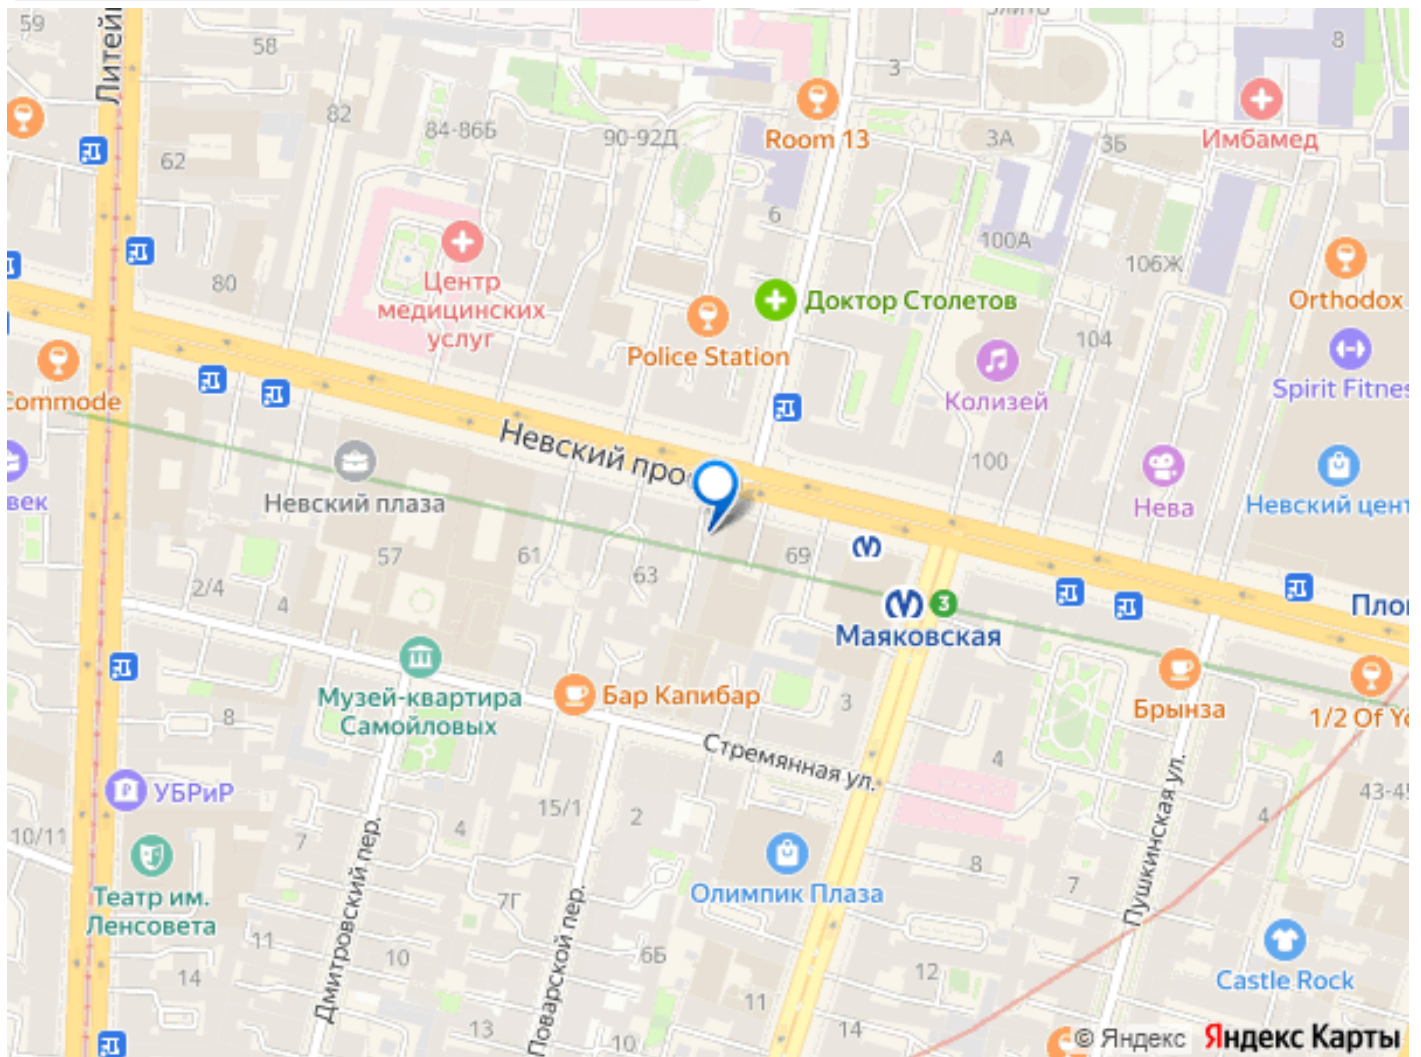 59
Литей
58
82
84-86Б
90-92Д
62
Room 13
3
3А
3Б
8
Имбамед
6
100А
106Ж
80
Центр
медицинских
услуг
Доктор Столетов
Police Station
Orthodox
104
Commode
Колизей
Spirit Fitnes
Невский про
100
век
Невский плаза
Нева
Невский цент
57
61
63
69
2/4
4
3
Маяковская
Пло
Музей-квартира
Самойловых
Бар Капибар
3
Брынза
1/2 Of Yo
8
Стремянная ул.
4
УБРиР
15/1
2
4
43-45
10/11
7
4
Дмитровский пер.
Олимпик Плаза
8
7
Пушкинская ул.
Театр им.
Ленсовета
7Г
Поварской пер.
11
10
6Б
12
14
Castle Rock
11
13
10
14
© Яндекс Яндекс Карты